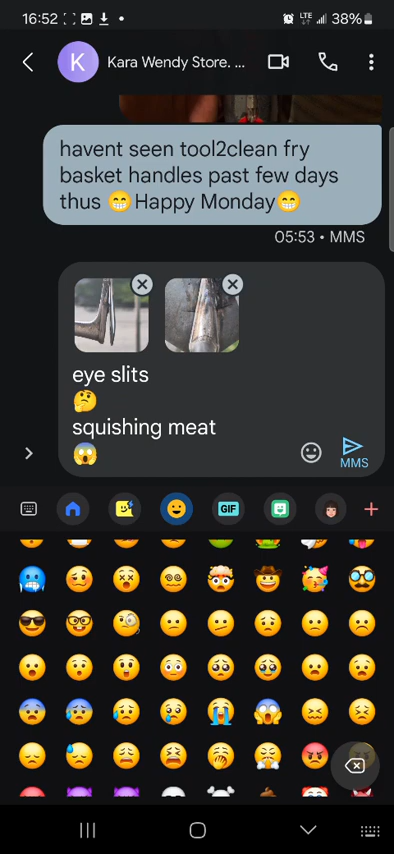 16:52
LTE
38%
K
Kara Wendy Store. ...
havent seen tool2clean fry
basket handles past few days
thus 😁 Happy Monday😁
05:53 • MMS
eye slits
🤔
squishing meat
😱
MMS
GIF